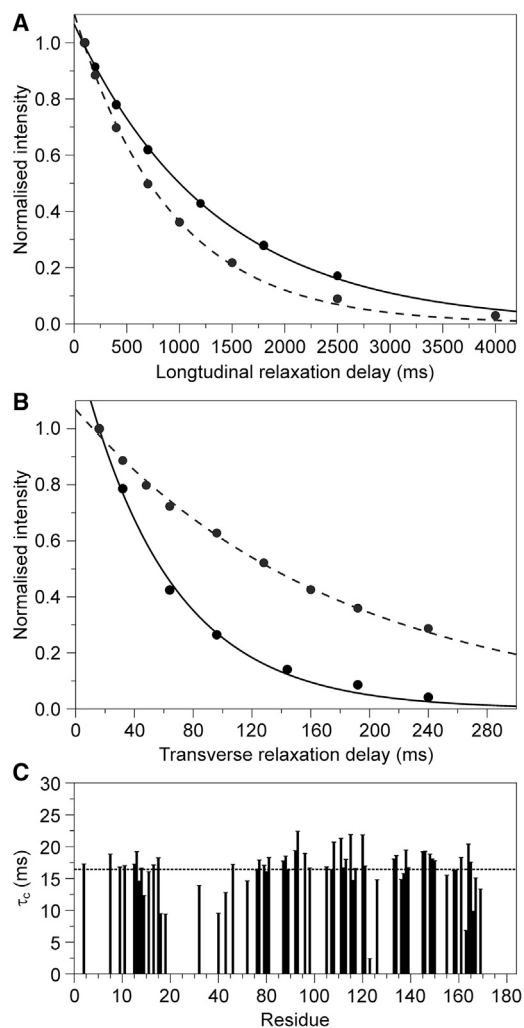 A
Normalised intensity
1.0
0.8
0.6
0.4
0.2
0.0
0 500 1000 1500 2000 2500 3000 3500 4000
Longtudinal relaxation delay (ms)
B
Normalised intensity
1.0
0.8
0.6
0.4
0.2
0.0
0 40 80 120 160 200 240 280
Transverse relaxation delay (ms)
C
τc (ms)
30
25
20
15
10
5
0
0 10 20 40 80 100 120 140 160 180
Residue